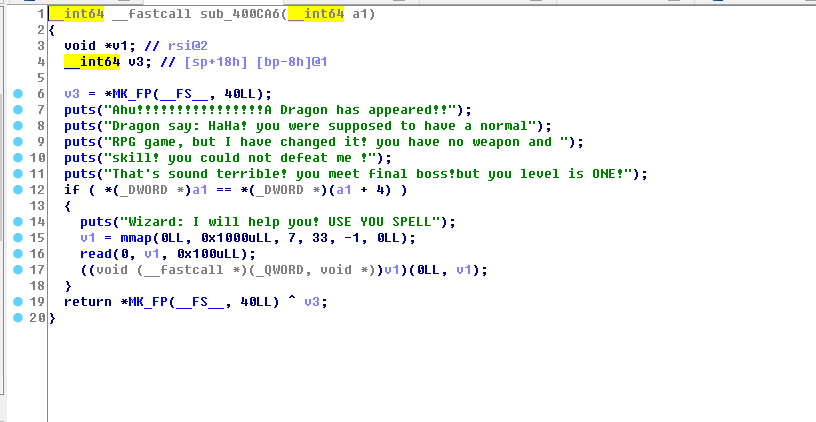 1 __int64 __fastcall sub_400CA6(__int64 a1)
2 {
3 void *v1; // rsi@2
4 __int64 v3; // [sp+18h] [bp-8h]@1
5
6 v3 = *MK_FP(__FS__, 40LL);
7 puts("Ahu!!!!!!!!!!!!!!!!A Dragon has appeared!!");
8 puts("Dragon say: HaHa! you were supposed to have a normal");
9 puts("RPG game, but I have changed it! you have no weapon and ");
10 puts("skill! you could not defeat me !");
11 puts("That's sound terrible! you meet final boss!but you level is ONE!");
12 if ( *(_DWORD *)a1 == *(_DWORD *)(a1 + 4) )
13 {
14 puts("Wizard: I will help you! USE YOU SPELL");
15 v1 = mmap(0LL, 0x1000uLL, 7, 33, -1, 0LL);
16 read(0, v1, 0x100uLL);
17 ((void (__fastcall *)(_QWORD, void *))v1)(0LL, v1);
18 }
19 return *MK_FP(__FS__, 40LL) ^ v3;
20 }